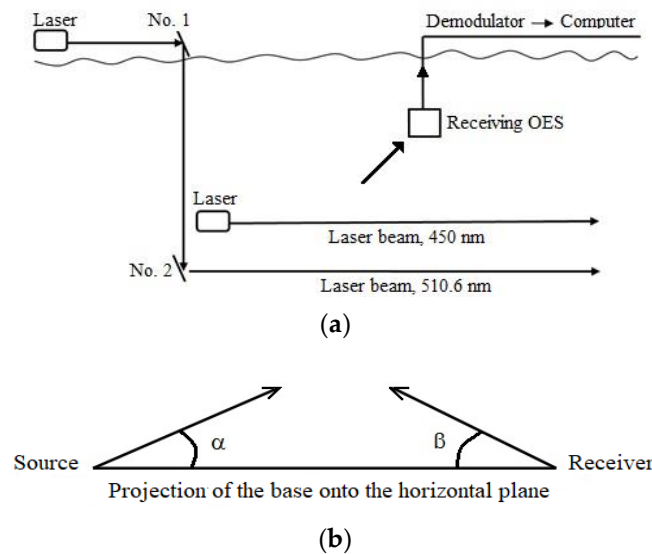 Laser
No. 1
Demodulator → Computer
Receiving OES
Laser
Laser beam, 450 nm
No. 2
Laser beam, 510.6 nm
(a)
α
β
Source
Receiver
Projection of the base onto the horizontal plane
(b)